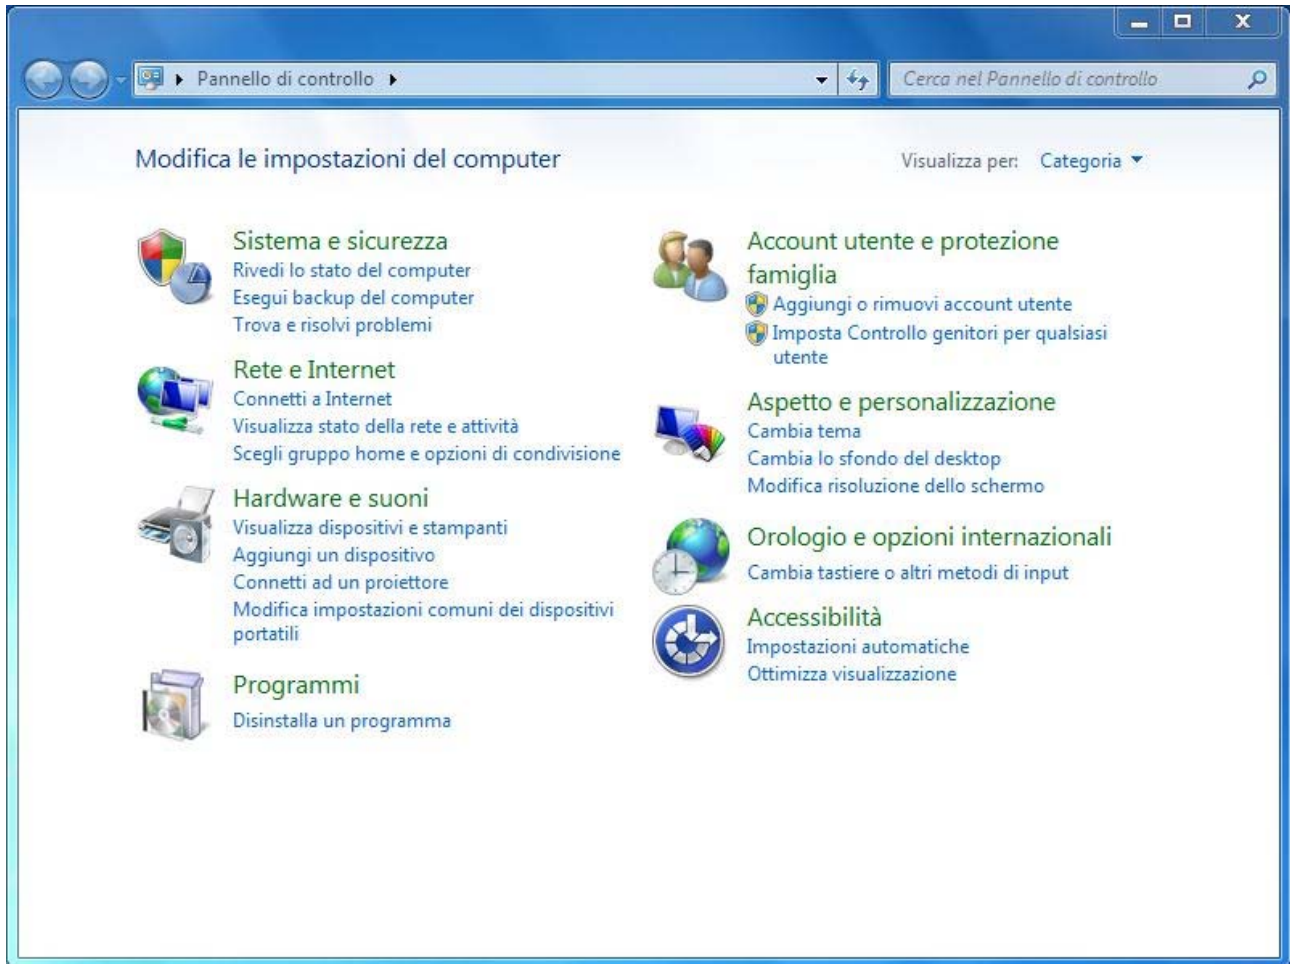 Pannello di controllo
Cerca nel Pannello di controllo
Modifica le impostazioni del computer
Visualizza per: Categoria
Sistema e sicurezza
Rivedi lo stato del computer
Esegui backup del computer
Trova e risolvi problemi
Rete e Internet
Connetti a Internet
Visualizza stato della rete e attività
Scegli gruppo home e opzioni di condivisione
Hardware e suoni
Visualizza dispositivi e stampanti
Aggiungi un dispositivo
Connetti ad un proiettore
Modifica impostazioni comuni dei dispositivi
portatili
Programmi
Disinstalla un programma
Account utente e protezione
famiglia
Aggiungi o rimuovi account utente
Imposta Controllo genitori per qualsiasi
utente
Aspetto e personalizzazione
Cambia tema
Cambia lo sfondo del desktop
Modifica risoluzione dello schermo
Orologio e opzioni internazionali
Cambia tastiere o altri metodi di input
Accessibilità
Impostazioni automatiche
Ottimizza visualizzazione